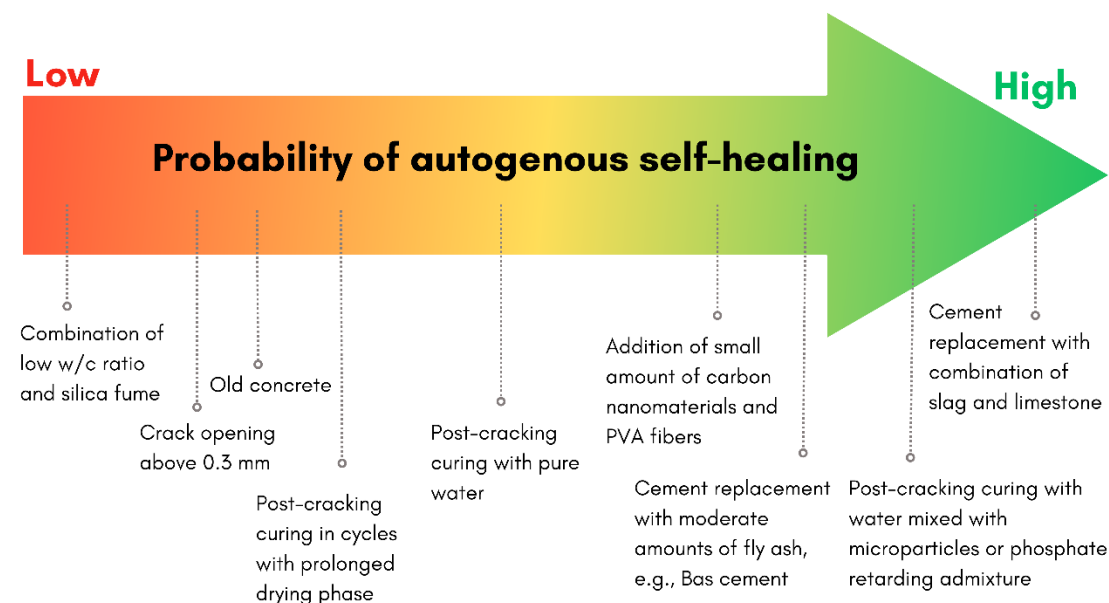 Low
High
Probability of autogenous self-healing
Combination of
low w/c ratio
and silica fume
Crack opening
above 0.3 mm
Old concrete
Post-cracking
curing in cycles
with prolonged
drying phase
Post-cracking
curing with pure
water
Addition of small
amount of carbon
nanomaterials and
PVA fibers
Cement replacement
with moderate
amounts of fly ash,
e.g., Bas cement
Post-cracking curing with
water mixed with
microparticles or phosphate
retarding admixture
Cement
replacement with
combination of
slag and limestone